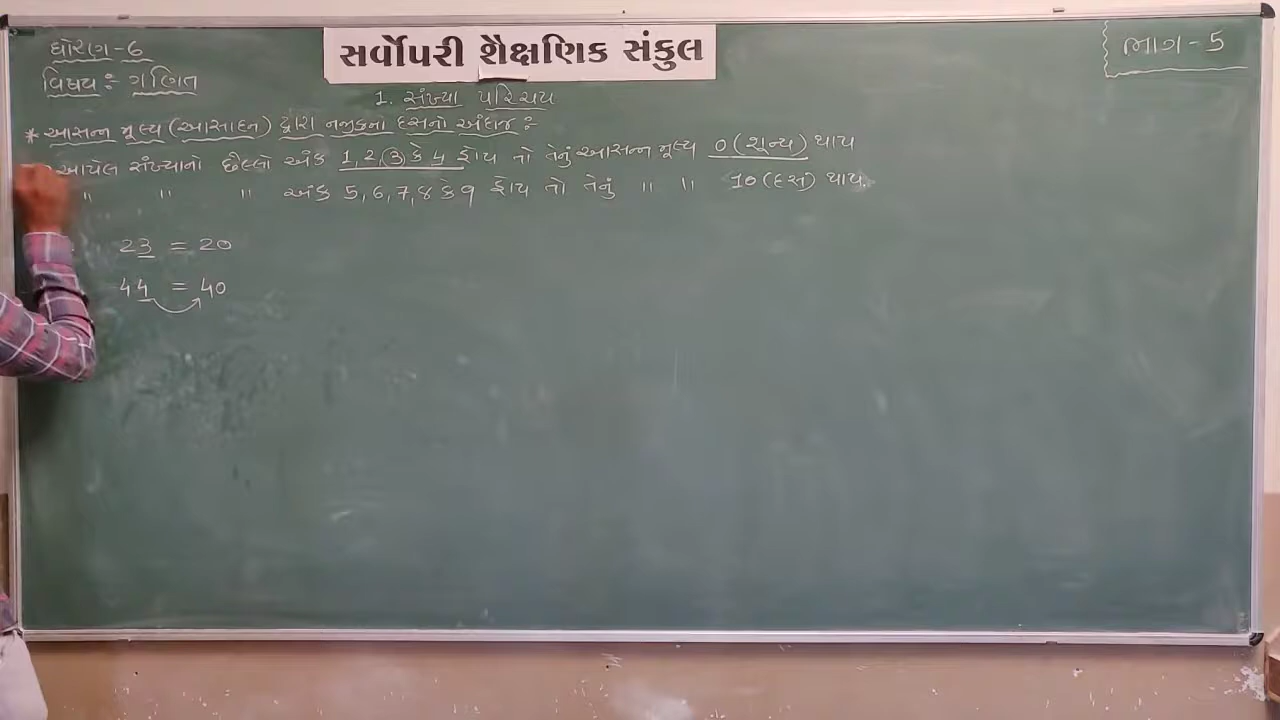 ધોરણ-6
સર્વોપરી શૈક્ષણિક સંકુલ
ભાગ-5
વિષય : ગણિત
1. સંખ્યા પરિચય
* આસન્ન મૂલ્ય (આસાદન) દ્વારા નજીકનો દસનો અંદાજ :-
આપેલ સંખ્યાનો છેલ્લો અંક 1,2,3 કે 4 હોય તો તેનું આસન્ન મૂલ્ય 0 (શૂન્ય) થાય
" " " અંક 5,6,7,8 કે 9 હોય તો તેનું " " 10 (દસ) થાય.
23 = 20
44 = 40